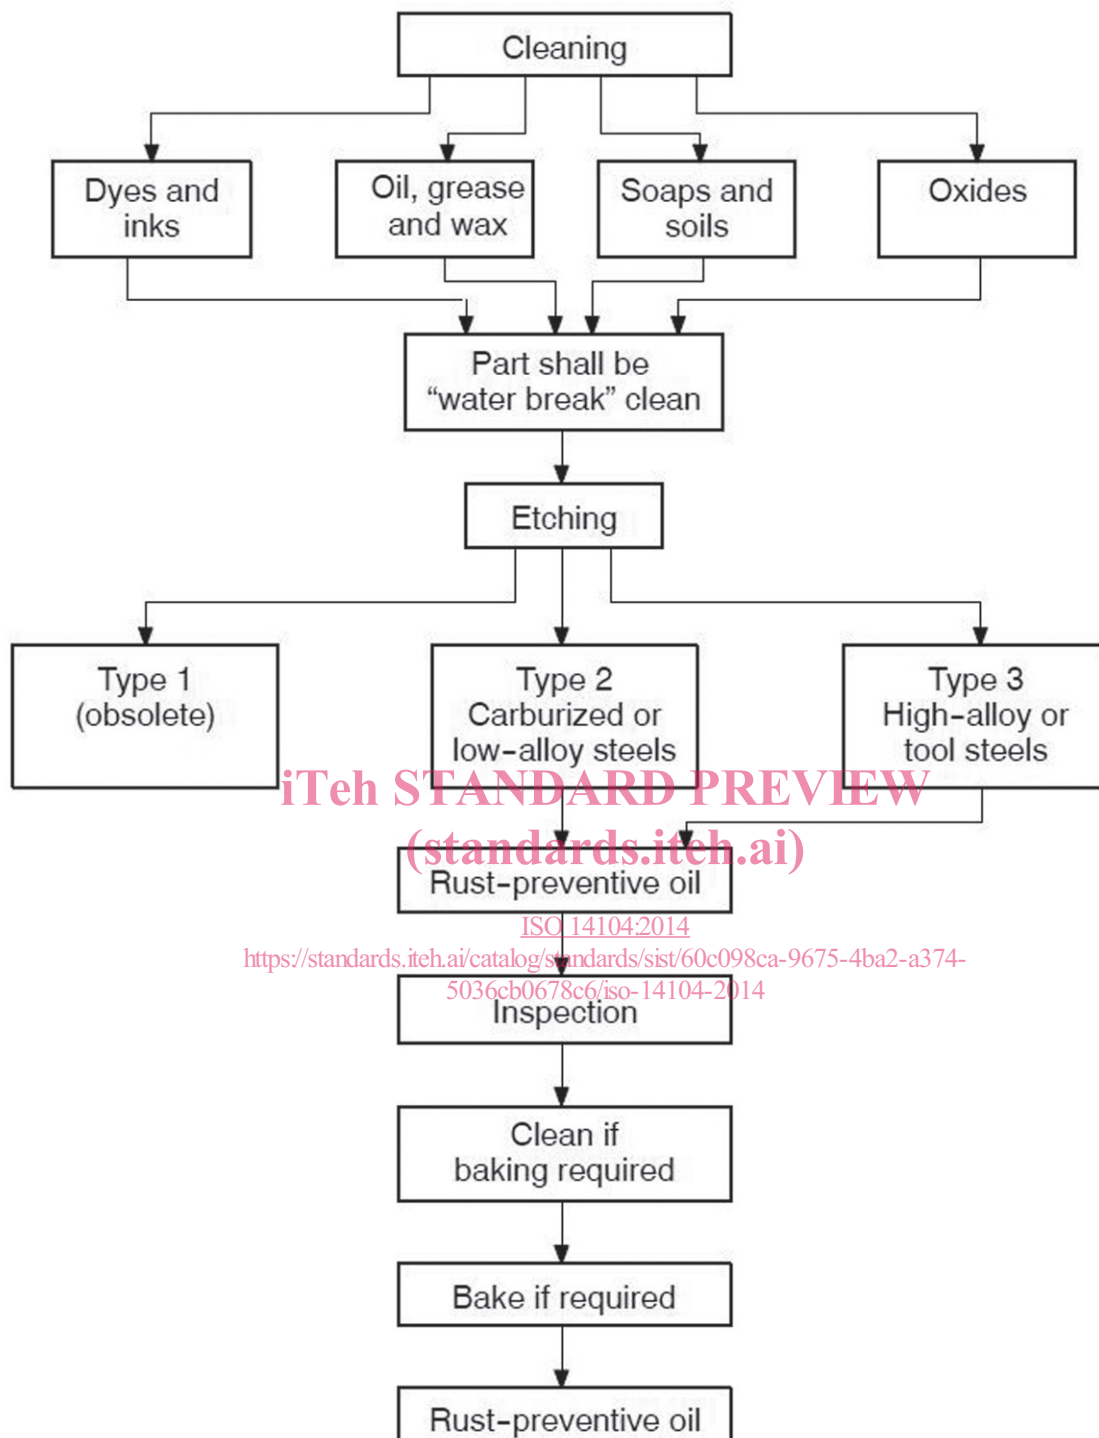 Cleaning
Dyes and
inks
Oil, grease
and wax
Soaps and
soils
Oxides
Part shall be
“water break” clean
Etching
Type 1
(obsolete)
Type 2
Carburized or
low-alloy steels
Type 3
High-alloy or
tool steels
iTeh STANDARD PREVIEW
(standards.iteh.ai)
Rust-preventive oil
ISO 14104:2014
https://standards.iteh.ai/catalog/standards/sist/60c098ca-9675-4ba2-a374-
5036cb0678c6/iso-14104-2014
Inspection
Clean if
baking required
Bake if required
Rust-preventive oil